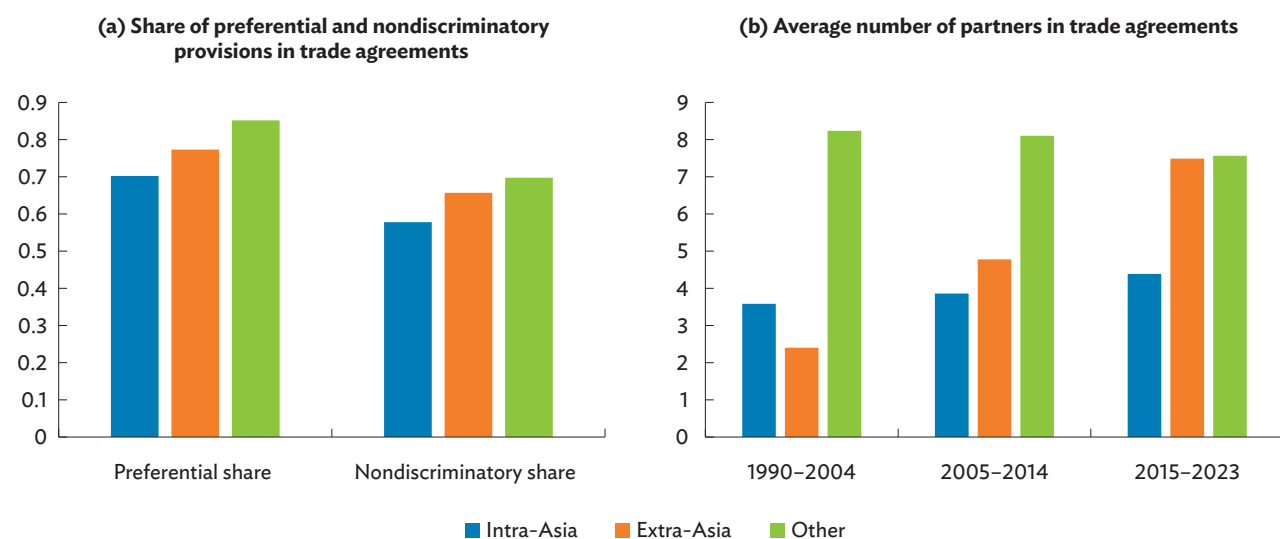 (a) Share of preferential and nondiscriminatory
provisions in trade agreements
0.9
0.8
0.7
0.6
0.5
0.4
0.3
0.2
0.1
0
Preferential share
Nondiscriminatory share
(b) Average number of partners in trade agreements
9
8
7
6
5
4
3
2
1
0
1990–2004
2005–2014
2015–2023
Intra-Asia
Extra-Asia
Other